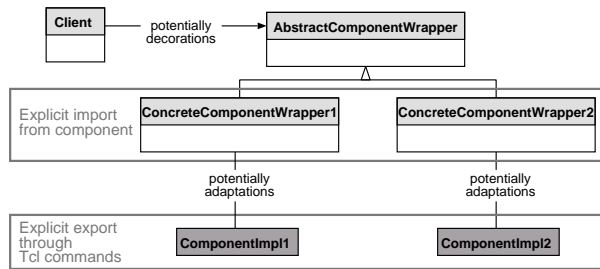 Client
potentially
decorations
AbstractComponentWrapper
Explicit import
from component
ConcreteComponentWrapper1
ConcreteComponentWrapper2
potentially
adaptations
potentially
adaptations
Explicit export
through
Tcl commands
ComponentImpl1
ComponentImpl2